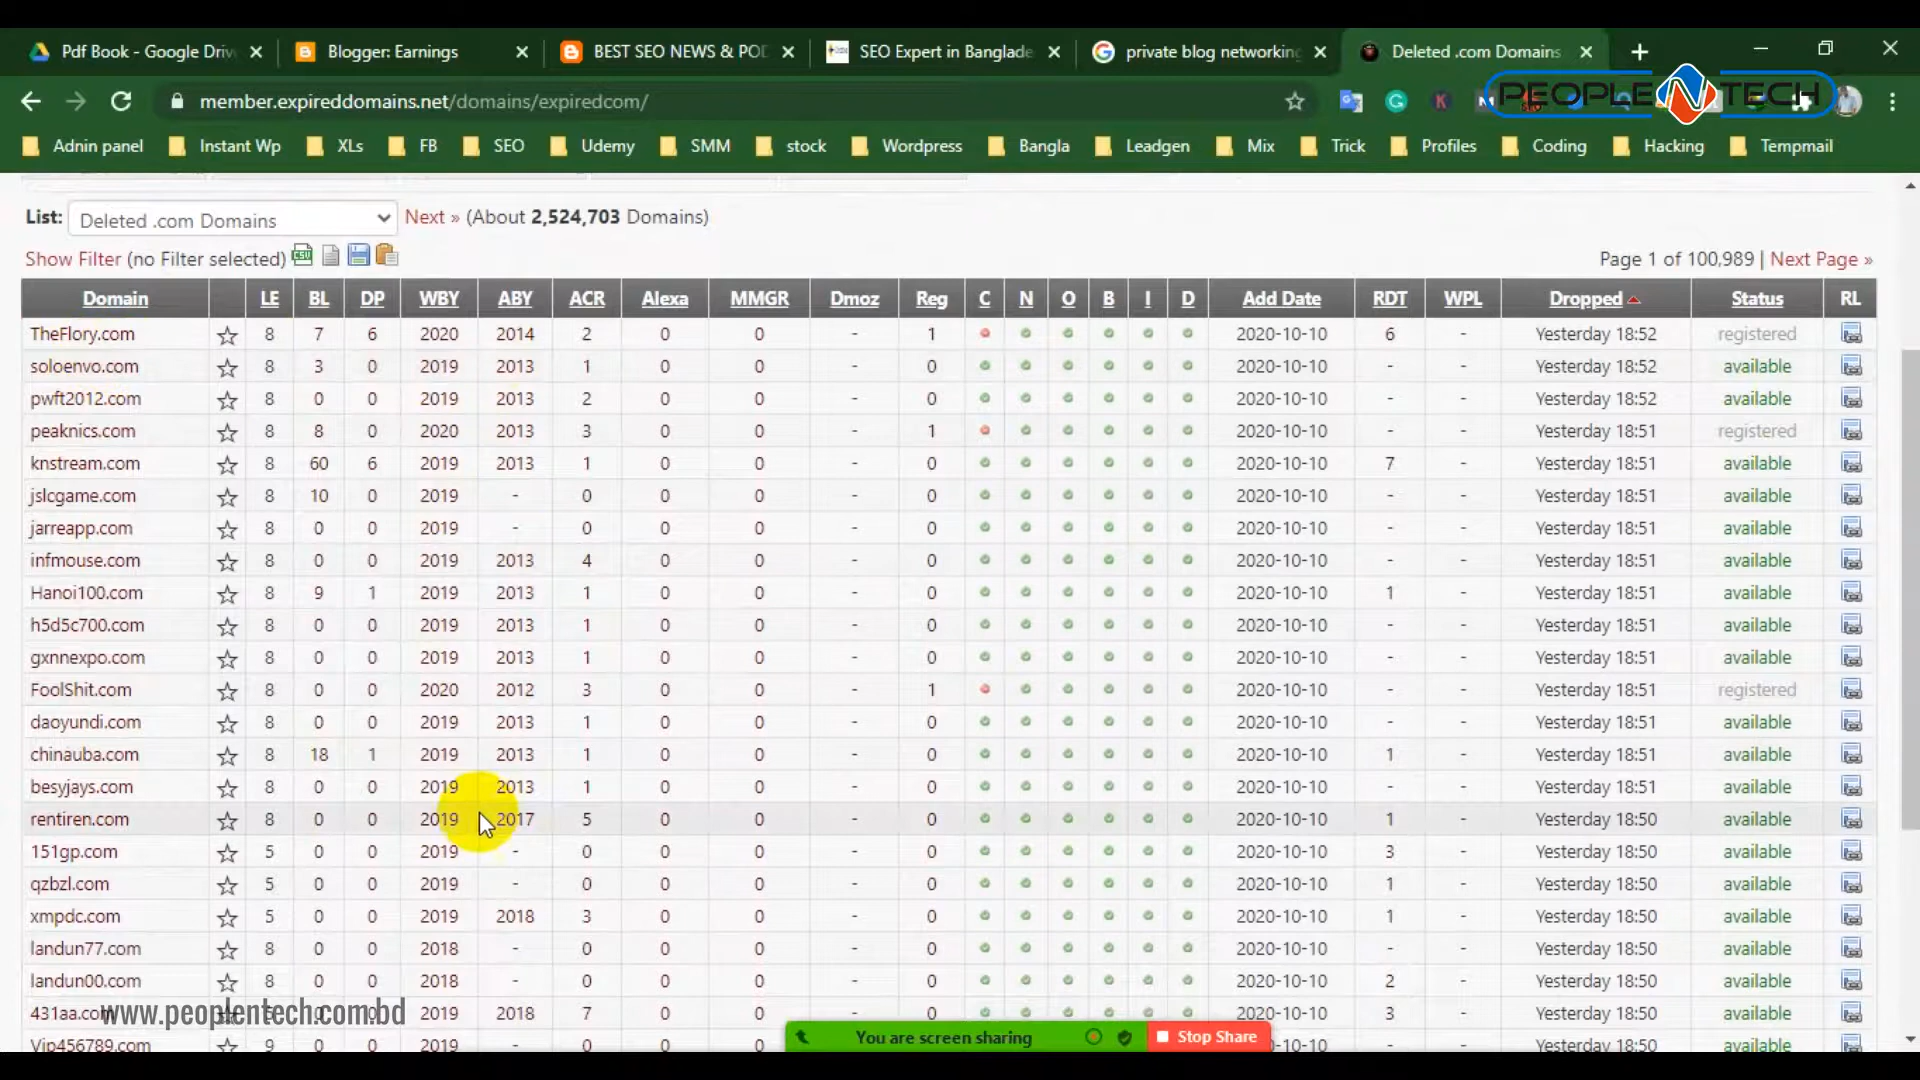 Pdf Book - Google Driv
Blogger: Earnings
BEST SEO NEWS & POD
SEO Expert in Banglade
private blog networking
Deleted .com Domains
member.expireddomains.net/domains/expiredcom/
PEOPLE N TECH
Adnin panel Instant Wp XLs FB SEO Udemy SMM stock Wordpress Bangla Leadgen Mix Trick Profiles Coding Hacking Tempmail
List: Deleted .com Domains Next » (About 2,524,703 Domains)
Show Filter (no Filter selected) CSV Page 1 of 100,989 | Next Page »
Domain LE BL DP WBY ABY ACR Alexa MMGR Dmoz Reg C N O B I D Add Date RDT WPL Dropped Status RL
TheFlory.com 8 7 6 2020 2014 2 0 0 - 1 2020-10-10 6 - Yesterday 18:52 registered
soloenvo.com 8 3 0 2019 2013 1 0 0 - 0 2020-10-10 - - Yesterday 18:52 available
pwft2012.com 8 0 0 2019 2013 2 0 0 - 0 2020-10-10 - - Yesterday 18:52 available
peaknics.com 8 8 0 2020 2013 3 0 0 - 1 2020-10-10 - - Yesterday 18:51 registered
knstream.com 8 60 6 2019 2013 1 0 0 - 0 2020-10-10 7 - Yesterday 18:51 available
jslcgame.com 8 10 0 2019 - 0 0 0 - 0 2020-10-10 - - Yesterday 18:51 available
jarreapp.com 8 0 0 2019 - 0 0 0 - 0 2020-10-10 - - Yesterday 18:51 available
infmouse.com 8 0 0 2019 2013 4 0 0 - 0 2020-10-10 - - Yesterday 18:51 available
Hanoi100.com 8 9 1 2019 2013 1 0 0 - 0 2020-10-10 1 - Yesterday 18:51 available
h5d5c700.com 8 0 0 2019 2013 1 0 0 - 0 2020-10-10 - - Yesterday 18:51 available
gxnnexpo.com 8 0 0 2019 2013 1 0 0 - 0 2020-10-10 - - Yesterday 18:51 available
FoolShit.com 8 0 0 2020 2012 3 0 0 - 1 2020-10-10 - - Yesterday 18:51 registered
daoyundi.com 8 0 0 2019 2013 1 0 0 - 0 2020-10-10 - - Yesterday 18:51 available
chinauba.com 8 18 1 2019 2013 1 0 0 - 0 2020-10-10 1 - Yesterday 18:51 available
besyjays.com 8 0 0 2019 2013 1 0 0 - 0 2020-10-10 - - Yesterday 18:51 available
rentiren.com 8 0 0 2019 2017 5 0 0 - 0 2020-10-10 1 - Yesterday 18:50 available
151gp.com 5 0 0 2019 - 0 0 0 - 0 2020-10-10 3 - Yesterday 18:50 available
qzbzl.com 5 0 0 2019 - 0 0 0 - 0 2020-10-10 1 - Yesterday 18:50 available
xmpdc.com 5 0 0 2019 2018 3 0 0 - 0 2020-10-10 1 - Yesterday 18:50 available
landun77.com 8 0 0 2018 - 0 0 0 - 0 2020-10-10 - - Yesterday 18:50 available
landun00.com 8 0 0 2018 - 0 0 0 - 0 2020-10-10 2 - Yesterday 18:50 available
431aa.com 2019 2018 7 0 0 - 0 2020-10-10 3 - Yesterday 18:50 available
www.peoplentech.com.bd
Vip456789.com 9 0 0 2019 - 0 0 0 - 0 2020-10-10 - - Yesterday 18:50 available
You are screen sharing Stop Share